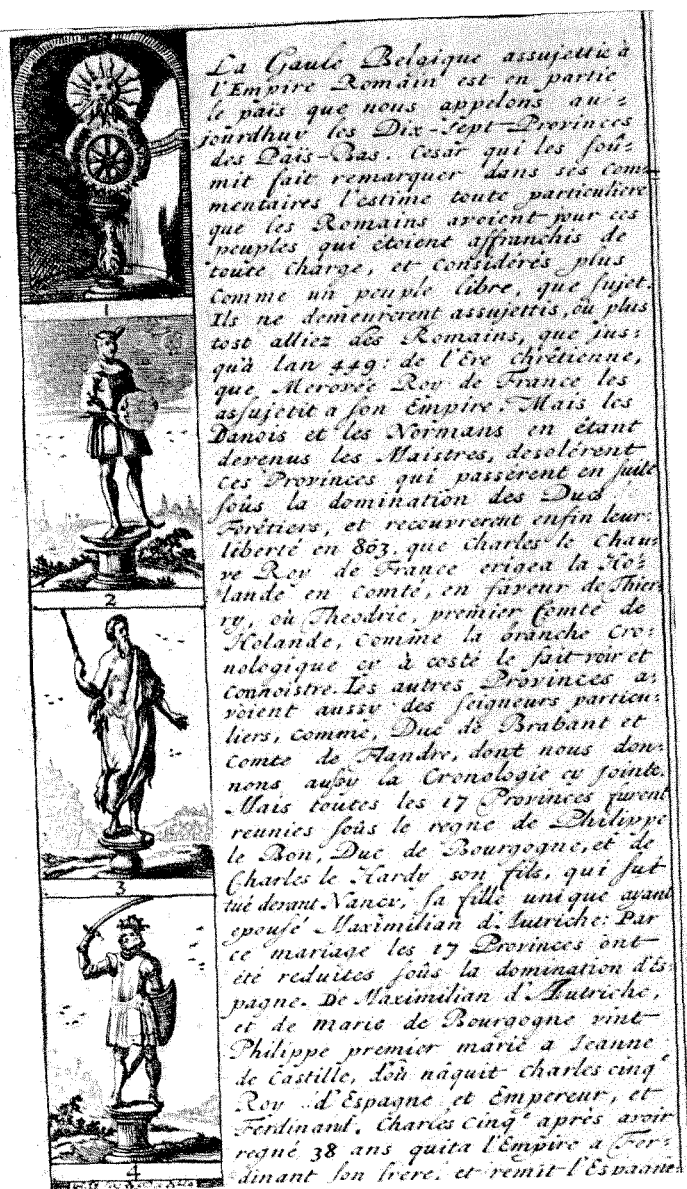 La Gaule Belgique assujettie à
l'Empire Romain est en partie
le païs que nous appelons au-
jourdhuy les Dix-sept Provinces
des Païs-Bas. Cesar qui les soû-
mit fait remarquer dans ses com-
mentaires l'estime toute particuliere
que les Romains avoient pour ces
peuples qui étoient affranchis de
toute charge, et considérés plus
comme un peuple libre, que sujet.
Ils ne demeurerent assujettis, ou plus
tost alliez des Romains, que jus-
qu'à lan 449: de l'Ere chrêtienne,
que Merovée Roy de France les
assujetit a son Empire. Mais les
Danois et les Normans en étant
devenus les Maistres, desolérent
ces Provinces qui passérent en suite
soûs la domination des Ducs
Forêtiers, et recouvrerent enfin leur
liberté en 863. que Charles le Chau-
ve Roy de France erigea la Ho-
lande en Comté, en faveur de Thier-
ry, où Theodric, premier Comte de
Holande, comme la branche cro-
nologique cy à costé le fait voir et
connoistre. Les autres Provinces a-
voient aussy des seigneurs particu-
liers, comme, Duc de Brabant et
Comte de Flandre, dont nous don-
nons aussy la Cronologie cy jointe.
Mais toutes les 17 Provinces furent
reunies soûs le regne de Philippe
le Bon, Duc de Bourgogne, et de
Charles le Hardy son fils, qui fut
tué devant Nancy, sa fille unique ayant
epousé Maximilian d'Autriche: Par
ce mariage les 17 Provinces ont
été reduites soûs la domination d'Es-
pagne. De Maximilian d'Autriche,
et de marie de Bourgogne vint
Philippe premier marié a Jeanne
de Castille, doù nâquit Charles cinqe
Roy d'Espagne et Empereur, et
Ferdinant. Charles Cinqe après avoir
regné 38 ans quita l'Empire a Fer-
dinant son frere, et remit l'Espagne
1
2
3
4